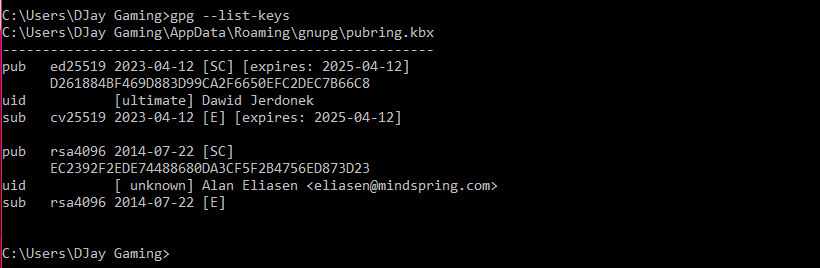 C:\Users\DJay Gaming>gpg --list-keys
C:\Users\DJay Gaming\AppData\Roaming\gnupg\pubring.kbx
------------------------------------------------------
pub   ed25519 2023-04-12 [SC] [expires: 2025-04-12]
      D261884BF469D883D99CA2F6650EFC2DEC7B66C8
uid           [ultimate] Dawid Jerdonek
sub   cv25519 2023-04-12 [E] [expires: 2025-04-12]

pub   rsa4096 2014-07-22 [SC]
      EC2392F2EDE74488680DA3CF5F2B4756ED873D23
uid           [ unknown] Alan Eliasen <eliasen@mindspring.com>
sub   rsa4096 2014-07-22 [E]

C:\Users\DJay Gaming>